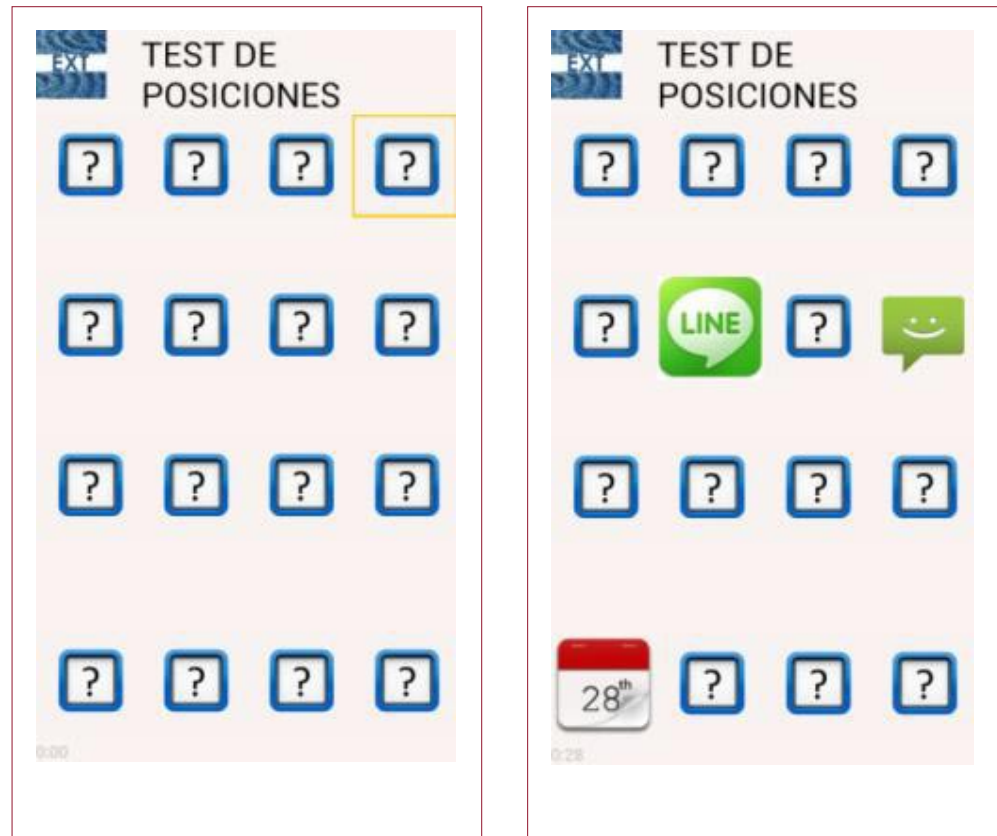 EXT
TEST DE
POSICIONES
? ? ? ?
? ? ? ?
? ? ? ?
? ? ? ?
0:00
EXT
TEST DE
POSICIONES
? ? ? ?
? LINE ?
? ? ? ?
28th ? ? ?
0:28